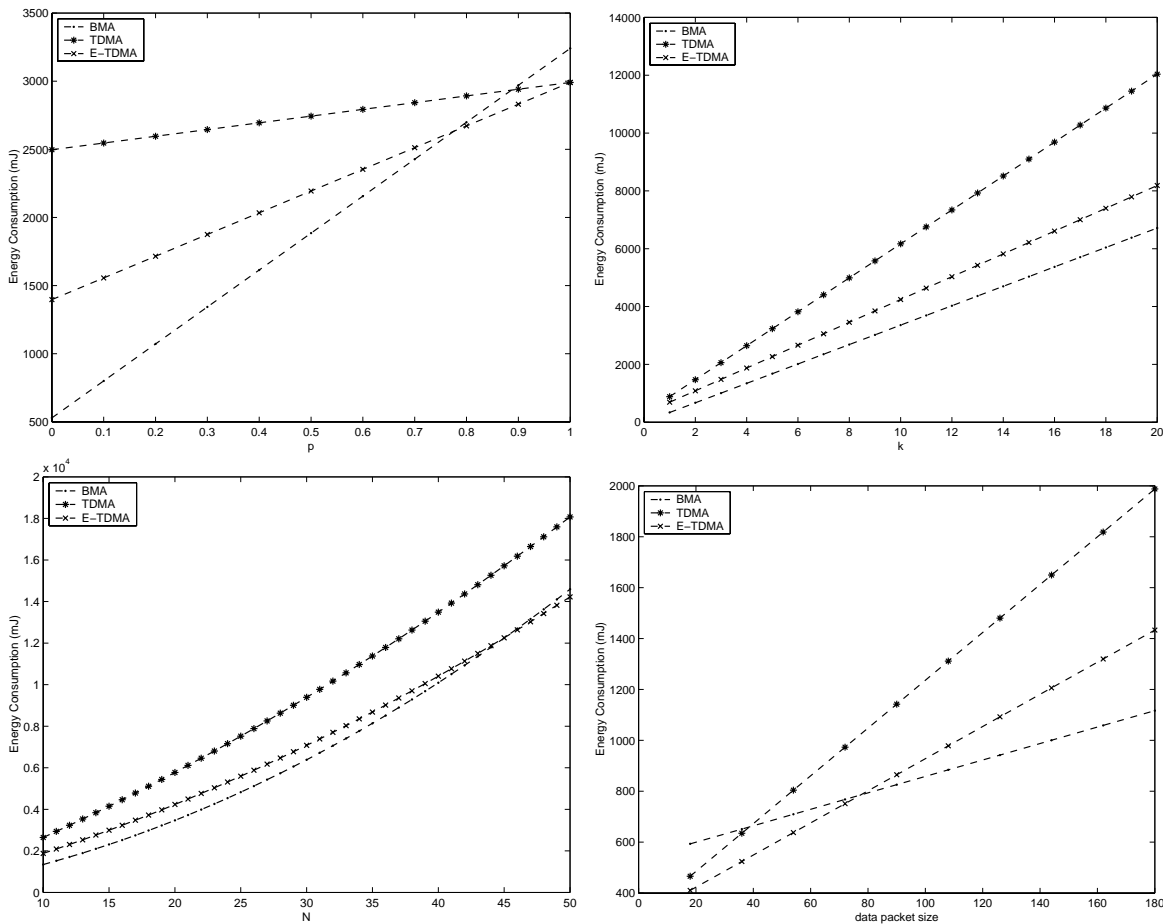 3500
3000
2500
2000
1500
1000
500
Energy Consumption (mJ)
BMA
TDMA
E−TDMA
0 0.1 0.2 0.3 0.4 0.5 0.6 0.7 0.8 0.9 1
p
14000
12000
10000
8000
6000
4000
2000
0
Energy Consumption (mJ)
BMA
TDMA
E−TDMA
0 2 4 6 8 10 12 14 16 18 20
k
x 10^4
2
1.8
1.6
1.4
1.2
1
0.8
0.6
0.4
0.2
0
Energy Consumption (mJ)
BMA
TDMA
E−TDMA
10 15 20 25 30 35 40 45 50
N
2000
1800
1600
1400
1200
1000
800
600
400
Energy Consumption (mJ)
BMA
TDMA
E−TDMA
0 20 40 60 80 100 120 140 160 180
data packet size